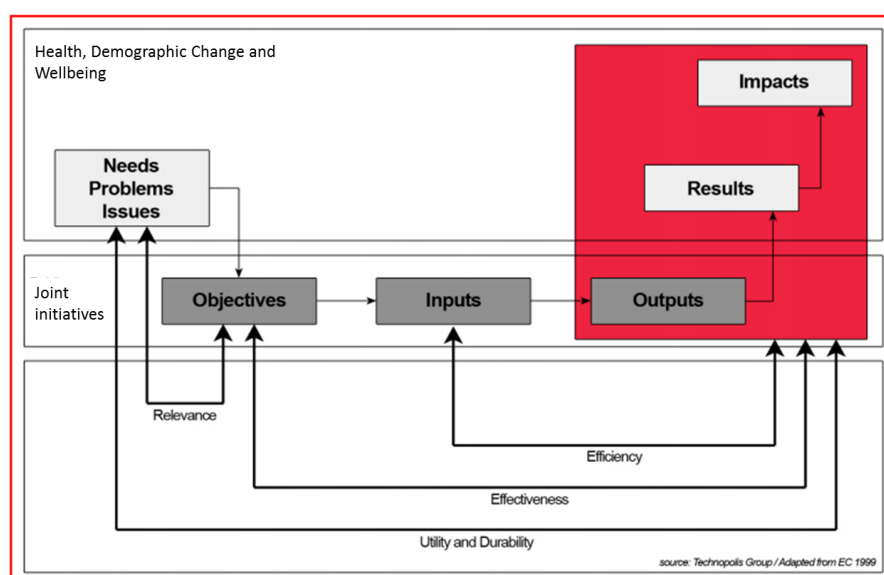 Health, Demographic Change and
Wellbeing
Impacts
Needs
Problems
Issues
Results
Joint
initiatives
Objectives
Inputs
Outputs
Relevance
Efficiency
Effectiveness
Utility and Durability
source: Technopolis Group / Adapted from EC 1999